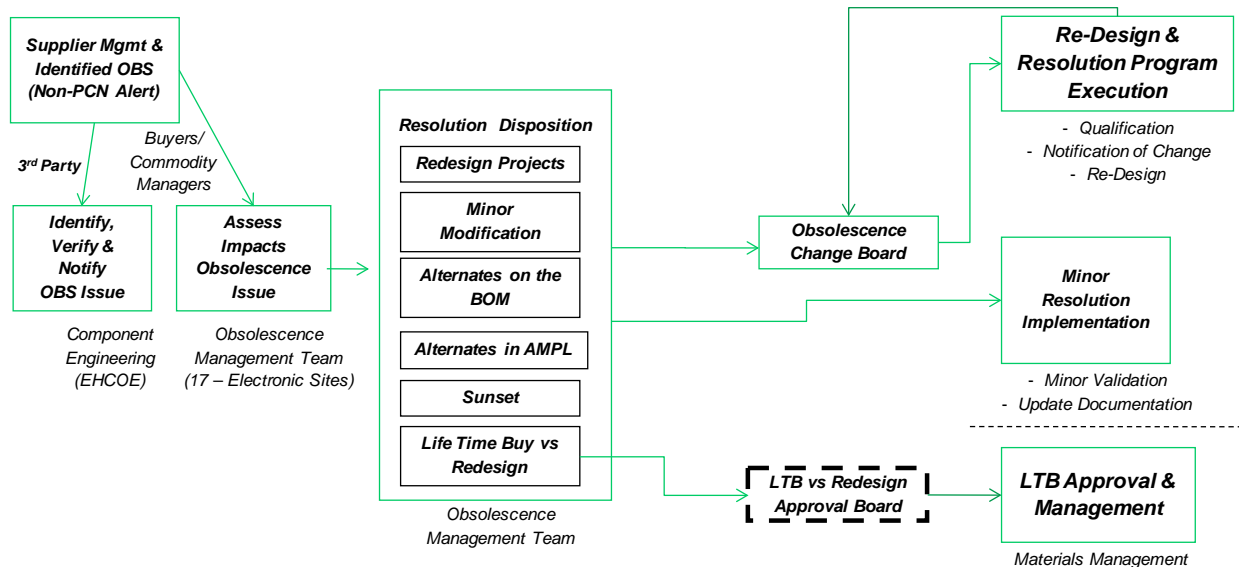 Supplier Mgmt &
Identified OBS
(Non-PCN Alert)
3rd Party
Buyers/
Commodity
Managers
Identify,
Verify &
Notify
OBS Issue
Component
Engineering
(EHCOE)
Assess
Impacts
Obsolescence
Issue
Obsolescence
Management Team
(17 – Electronic Sites)
Resolution Disposition
Redesign Projects
Minor
Modification
Alternates on the
BOM
Alternates in AMPL
Sunset
Life Time Buy vs
Redesign
Obsolescence
Management Team
Obsolescence
Change Board
LTB vs Redesign
Approval Board
Re-Design &
Resolution Program
Execution
- Qualification
- Notification of Change
- Re-Design
Minor
Resolution
Implementation
- Minor Validation
- Update Documentation
LTB Approval &
Management
Materials Management